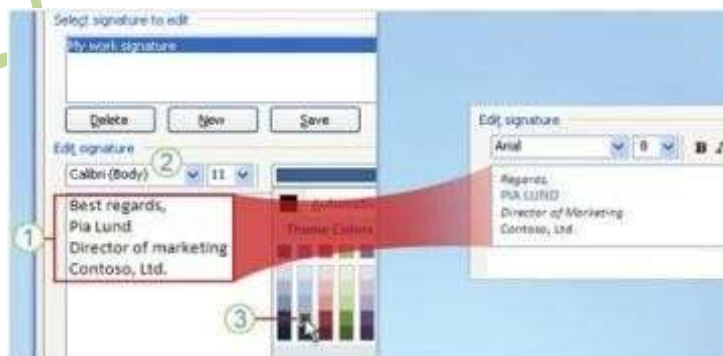 Select signature to edit
My work signature
Delete New Save
Edit signature
2
Calibri (Body) 11
Automatic
Theme Colors
1
Best regards,
Pia Lund
Director of marketing
Contoso, Ltd.
3
Edit signature
Arial 8 B I
Regards,
PIA LUND
Director of Marketing
Contoso, Ltd.